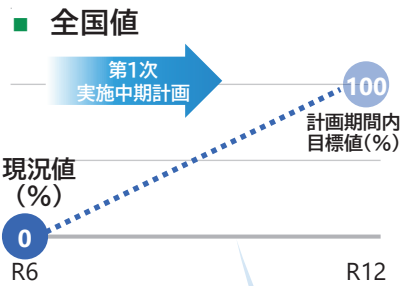 ■ 全国値
第1次
実施中期計画
100
計画期間内
目標値(%)
現況値
(%)
0
R6
R12